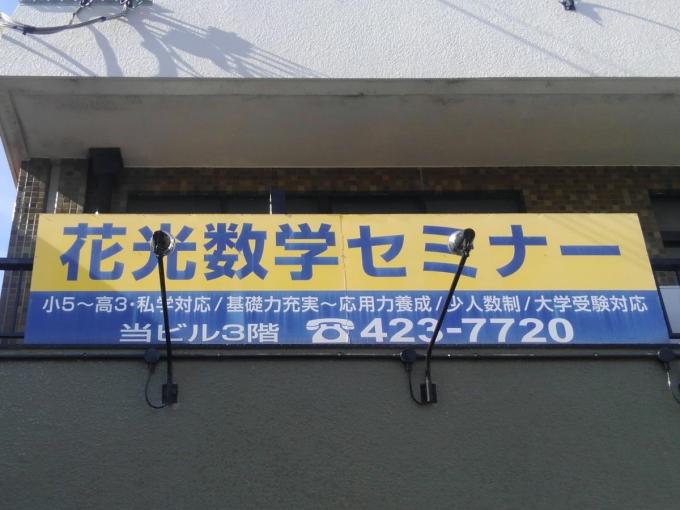 花光数学セミナー
小5〜高3・私学対応/基礎力充実〜応用力養成/少人数制/大学受験対応
当ビル3階 ☎423-7720